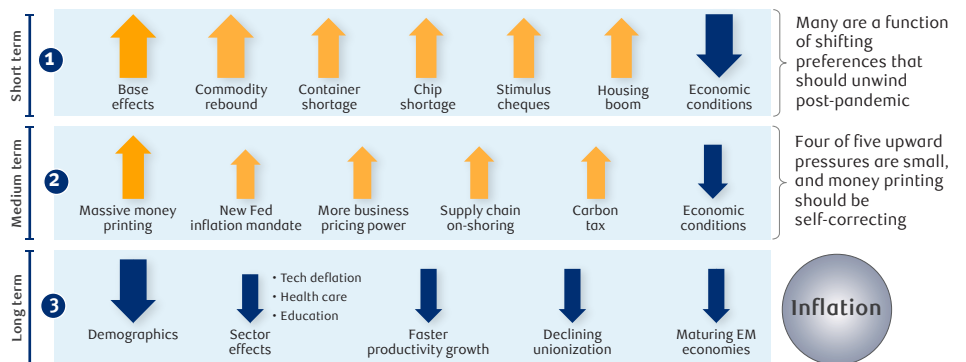 Short term
1
Base
effects
Commodity
rebound
Container
shortage
Chip
shortage
Stimulus
cheques
Housing
boom
Economic
conditions
Many are a function
of shifting
preferences that
should unwind
post-pandemic
Medium term
2
Massive money
printing
New Fed
inflation mandate
More business
pricing power
Supply chain
on-shoring
Carbon
tax
Economic
conditions
Four of five upward
pressures are small,
and money printing
should be
self-correcting
Long term
3
Demographics
Sector
effects
• Tech deflation
• Health care
• Education
Faster
productivity growth
Declining
unionization
Maturing EM
economies
Inflation